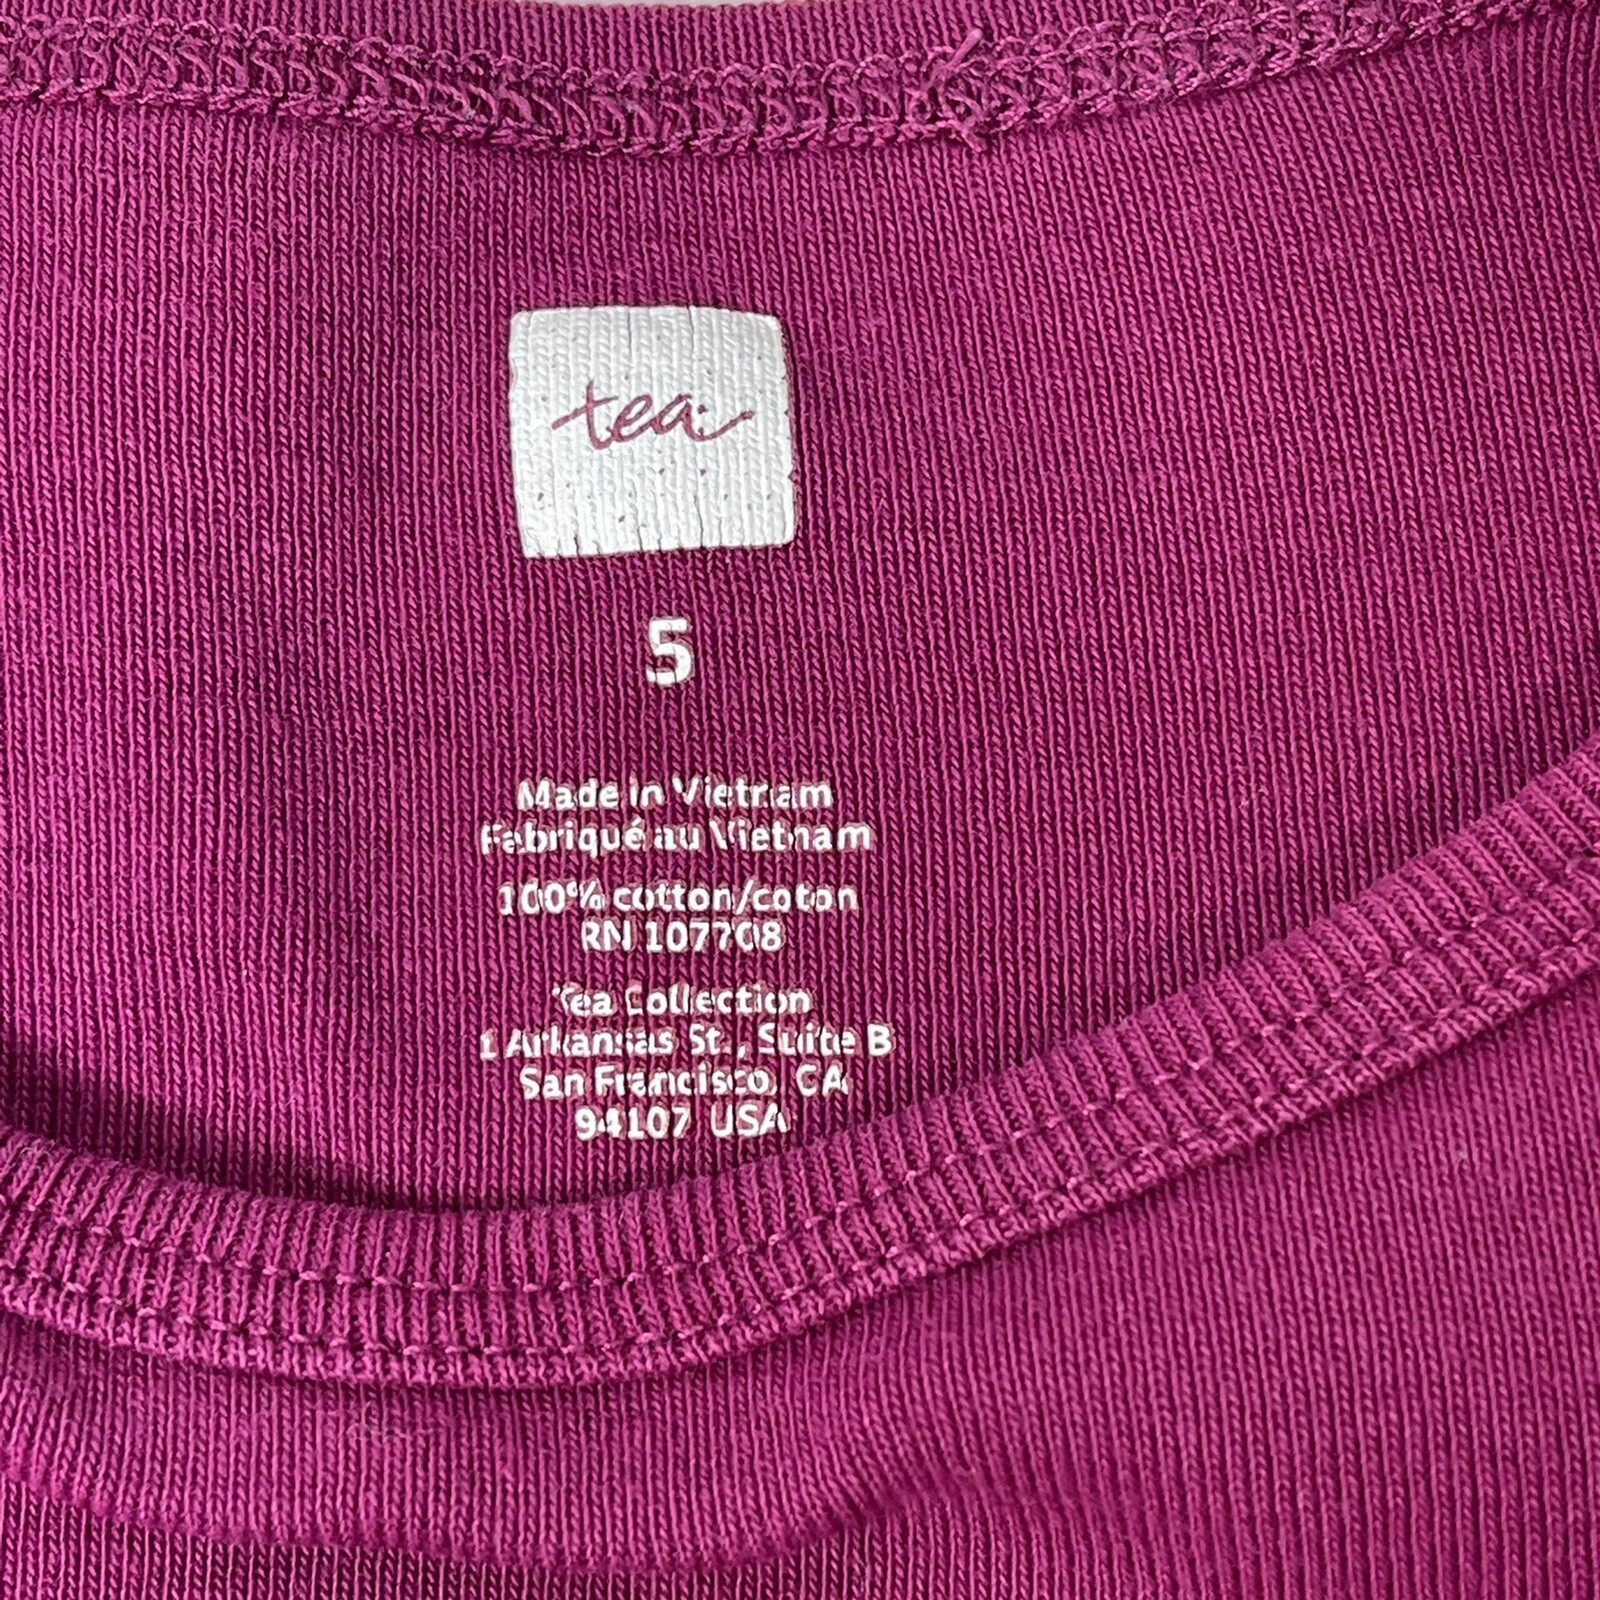 tea
5
Made in Vietnam
Fabriqué au Vietnam
100% cotton/coton
RN 107708
Tea Collection
1 Arkansas St., Suite B
San Francisco, CA
94107 USA